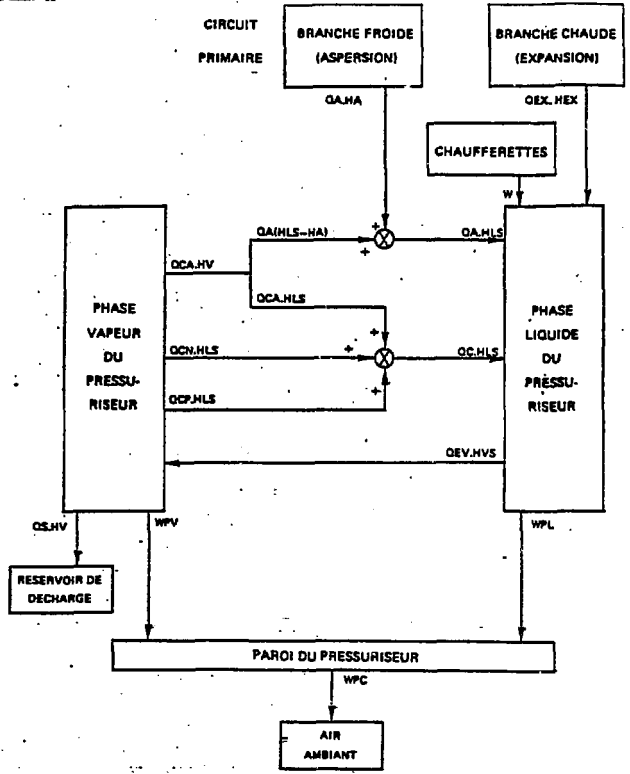 CIRCUIT
PRIMAIRE
BRANCHE FROIDE
(ASPERSION)
BRANCHE CHAUDE
(EXPANSION)
QA.HA
QEX.HEX
CHAUFFERETTES
W
QA(HLS-HA)
QA.HLS
QCA.HV
QCA.HLS
PHASE
VAPEUR
DU
PRESSU-
RISEUR
QCN.HLS
QC.HLS
QCP.HLS
PHASE
LIQUIDE
DU
PRESSU-
RISEUR
QEV.HVS
QS.HV
WPV
WPL
RESERVOIR DE
DECHARGE
PAROI DU PRESSURISEUR
WPC
AIR
AMBIANT